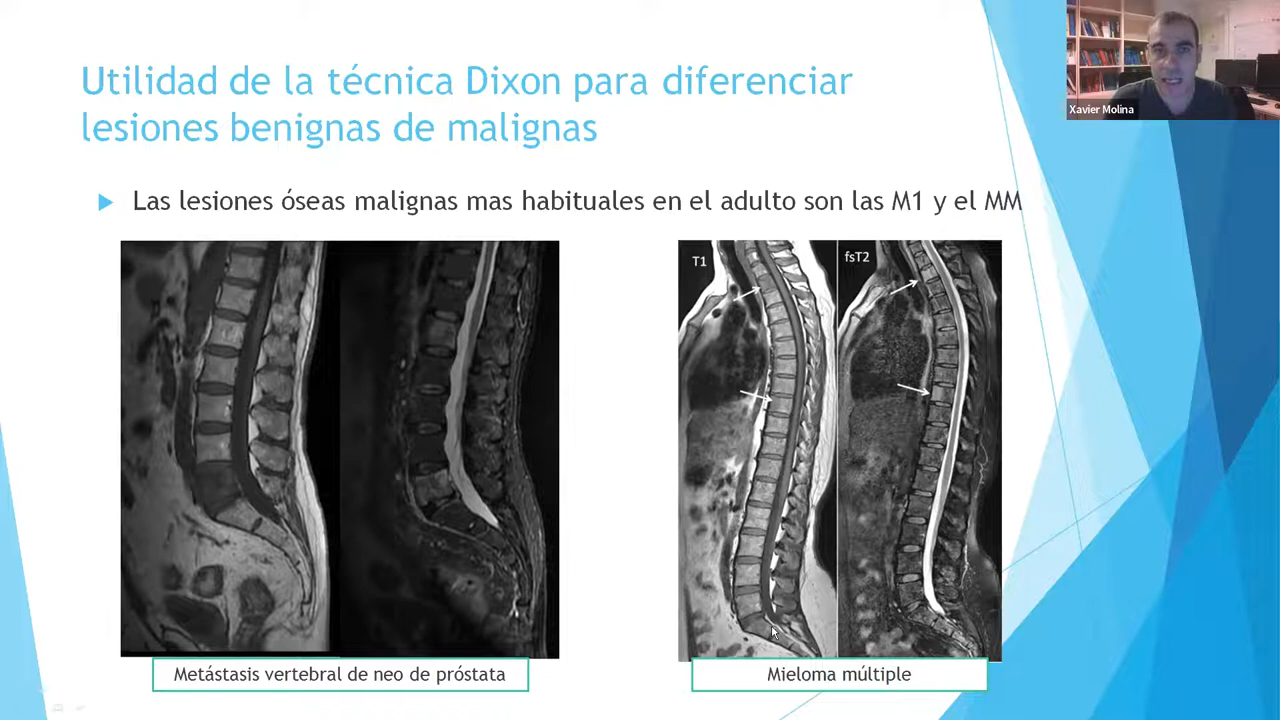 Utilidad de la técnica Dixon para diferenciar
lesiones benignas de malignas
Xavier Molina
Las lesiones óseas malignas mas habituales en el adulto son las M1 y el MM
T1
fsT2
Metástasis vertebral de neo de próstata
Mieloma múltiple